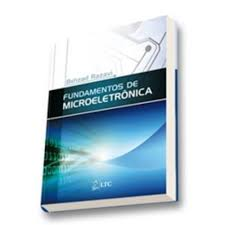 Behzad Razavi
FUNDAMENTOS DE
MICROELETRÔNICA
LTC